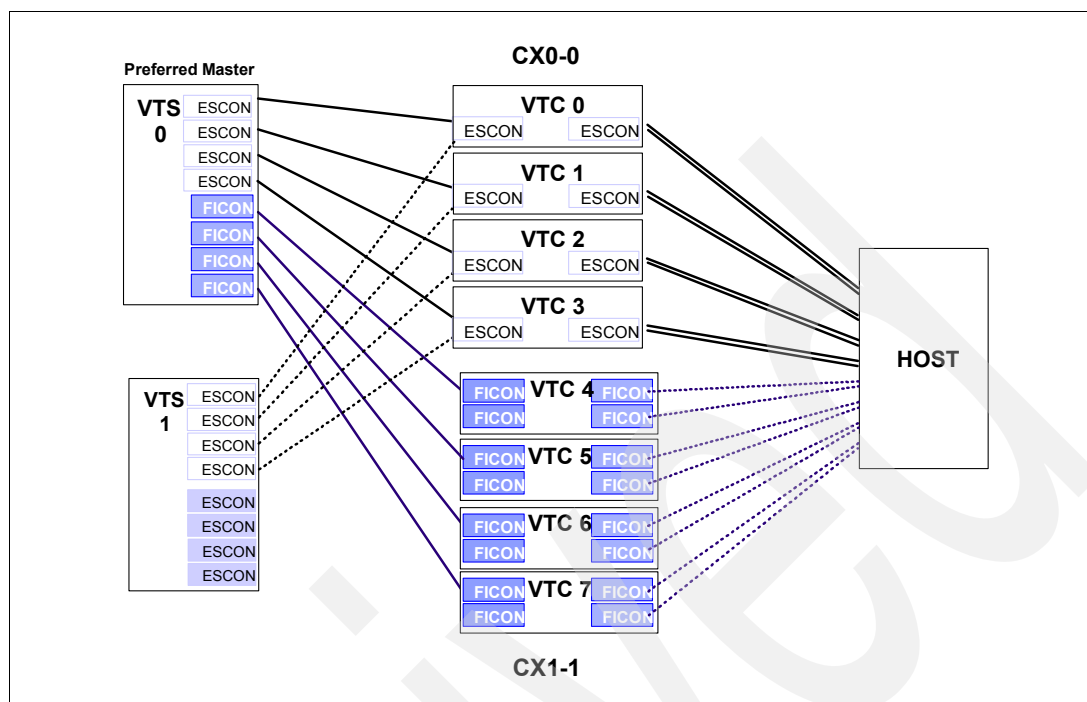 CX0-0
Preferred Master
VTS
0
ESCON
ESCON
ESCON
ESCON
FICON
FICON
FICON
FICON
VTS
1
ESCON
ESCON
ESCON
ESCON
ESCON
ESCON
ESCON
ESCON
VTC 0
ESCON ESCON
VTC 1
ESCON ESCON
VTC 2
ESCON ESCON
VTC 3
ESCON ESCON
FICON VTC 4 FICON
FICON FICON
FICON VTC 5 FICON
FICON FICON
FICON VTC 6 FICON
FICON FICON
FICON VTC 7 FICON
FICON FICON
CX1-1
HOST